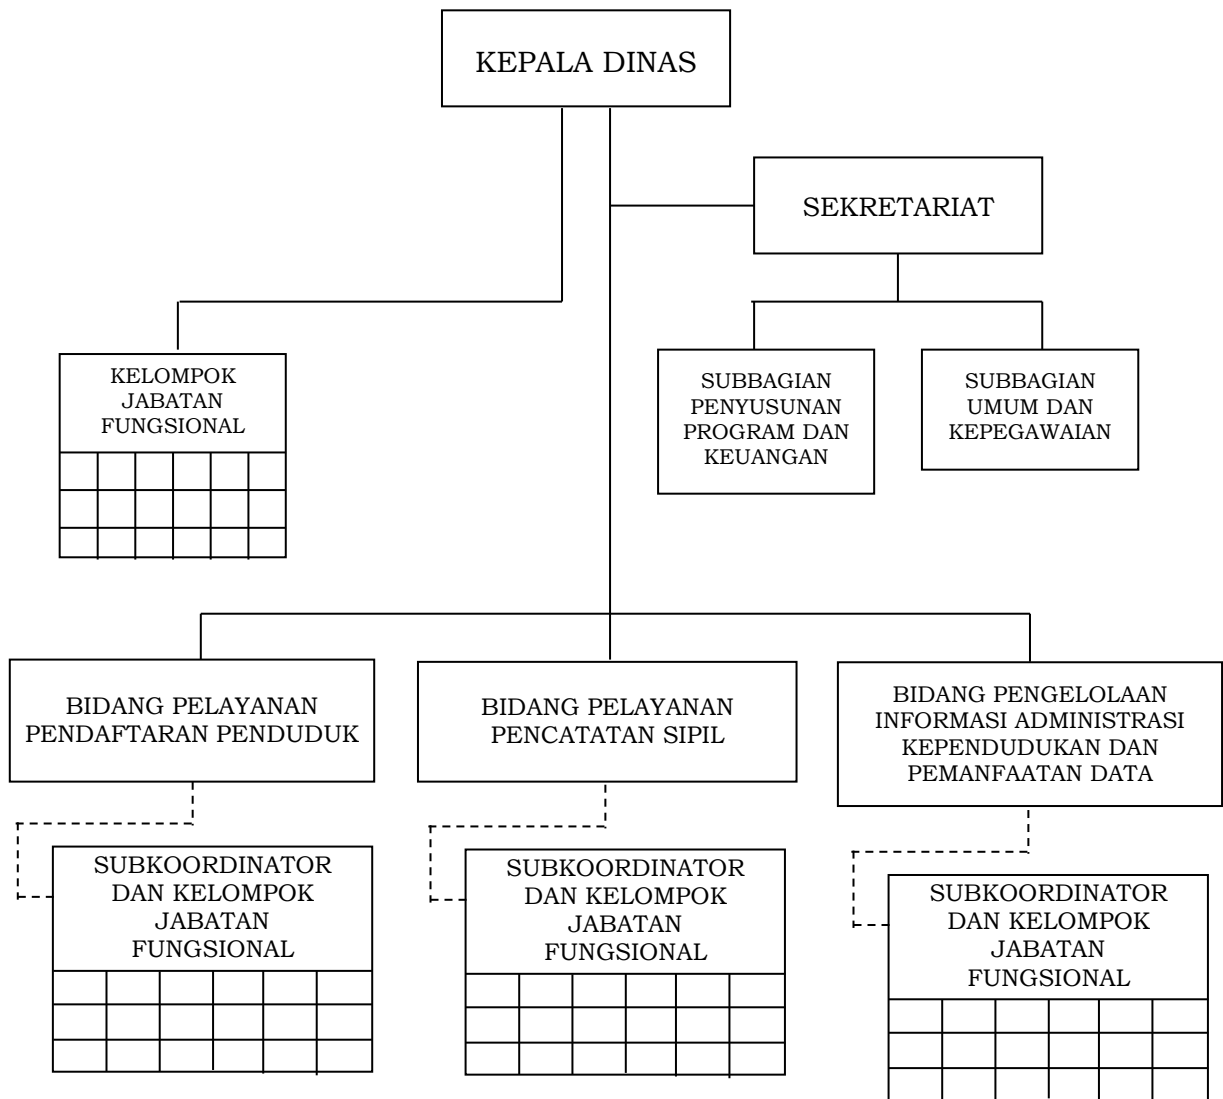 KEPALA DINAS
SEKRETARIAT
KELOMPOK
JABATAN
FUNGSIONAL
SUBBAGIAN
PENYUSUNAN
PROGRAM DAN
KEUANGAN
SUBBAGIAN
UMUM DAN
KEPEGAWAIAN
BIDANG PELAYANAN
PENDAFTARAN PENDUDUK
BIDANG PELAYANAN
PENCATATAN SIPIL
BIDANG PENGELOLAAN
INFORMASI ADMINISTRASI
KEPENDUDUKAN DAN
PEMANFAATAN DATA
SUBKOORDINATOR
DAN KELOMPOK
JABATAN
FUNGSIONAL
SUBKOORDINATOR
DAN KELOMPOK
JABATAN
FUNGSIONAL
SUBKOORDINATOR
DAN KELOMPOK
JABATAN
FUNGSIONAL